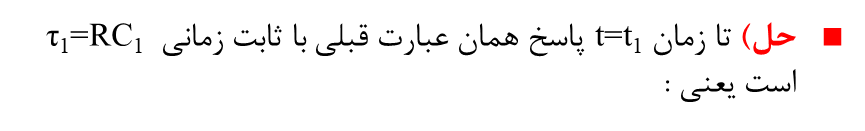 حل) تا زمان t=t1 پاسخ همان عبارت قبلی با ثابت زمانی τ1=RC1
است یعنی :